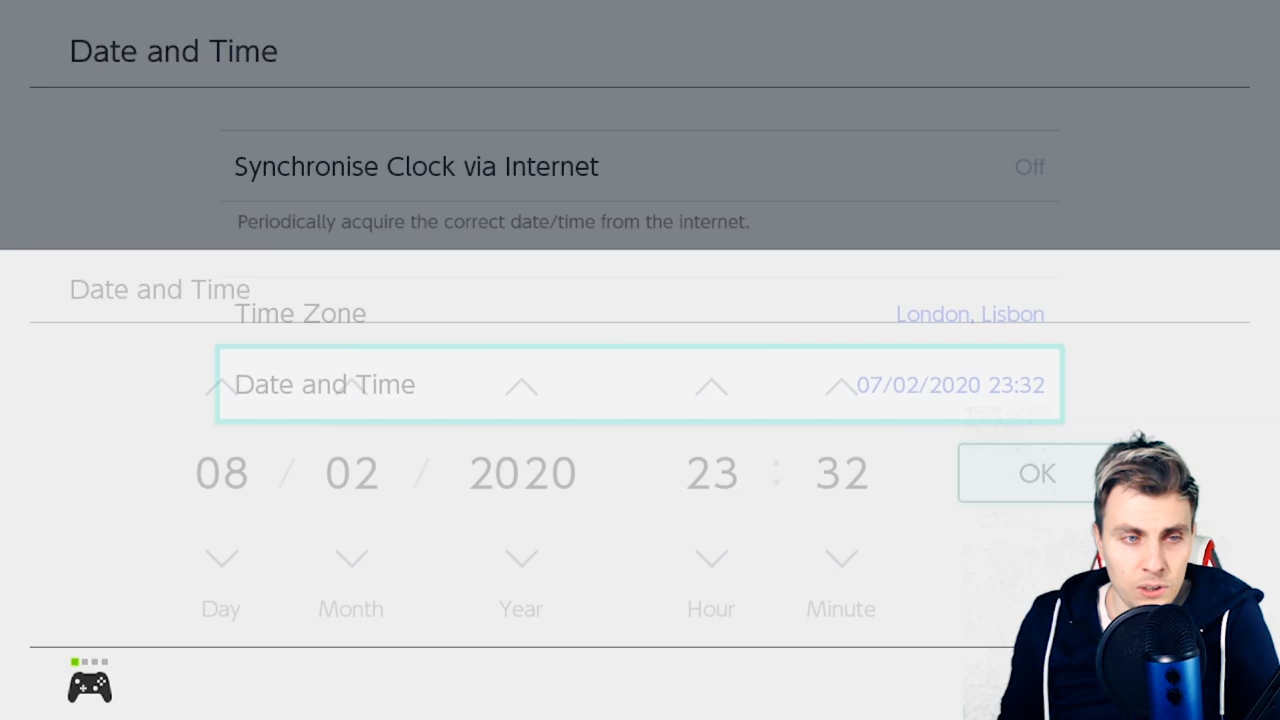 Date and Time
Synchronise Clock via Internet Off
Periodically acquire the correct date/time from the internet.
Date and Time
Time Zone London, Lisbon
Date and Time 07/02/2020 23:32
08 / 02 / 2020 23 : 32 OK
Day Month Year Hour Minute